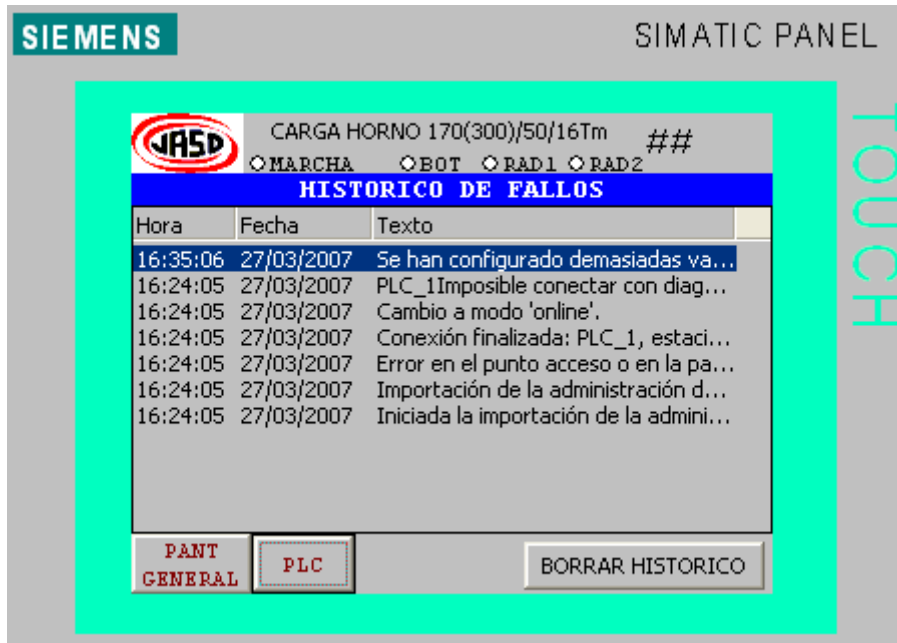 SIEMENS
SIMATIC PANEL
TOUCH
JASO
CARGA HORNO 170(300)/50/16Tm
##
MARCHA BOT RAD1 RAD2
HISTORICO DE FALLOS
Hora Fecha Texto
16:35:06 27/03/2007 Se han configurado demasiadas va...
16:24:05 27/03/2007 PLC_1Imposible conectar con diag...
16:24:05 27/03/2007 Cambio a modo 'online'.
16:24:05 27/03/2007 Conexión finalizada: PLC_1, estaci...
16:24:05 27/03/2007 Error en el punto acceso o en la pa...
16:24:05 27/03/2007 Importación de la administración d...
16:24:05 27/03/2007 Iniciada la importación de la admini...
PANT
GENERAL
PLC
BORRAR HISTORICO